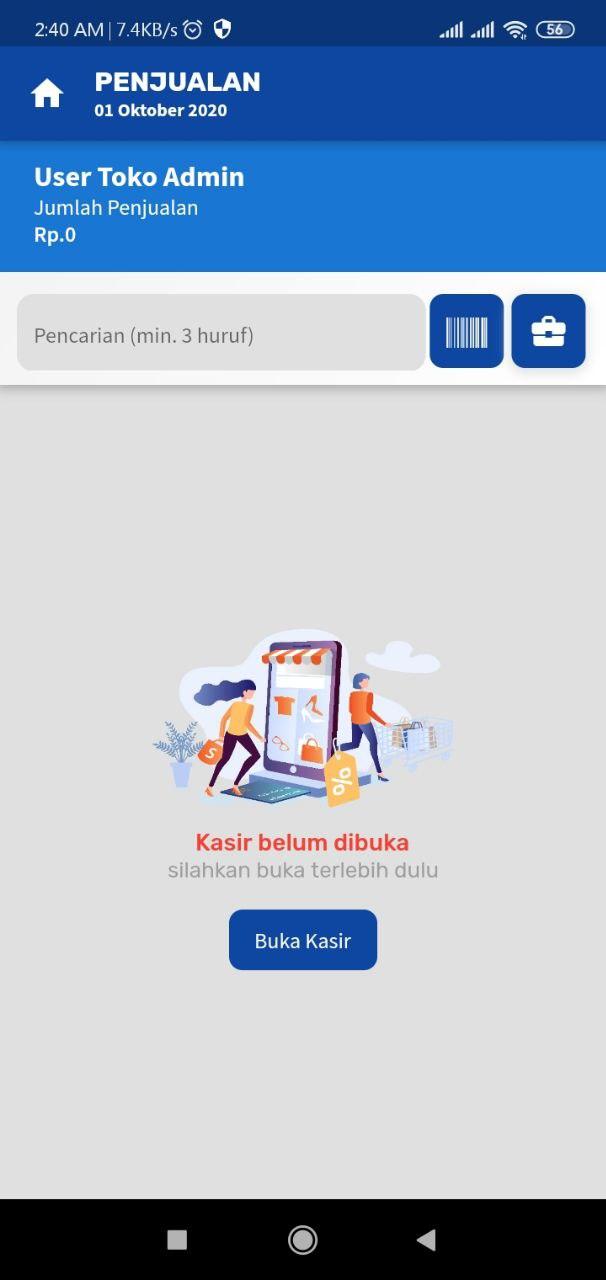 2:40 AM | 7.4KB/s
56
PENJUALAN
01 Oktober 2020
User Toko Admin
Jumlah Penjualan
Rp.0
Pencarian (min. 3 huruf)
S
%
Kasir belum dibuka
silahkan buka terlebih dulu
Buka Kasir